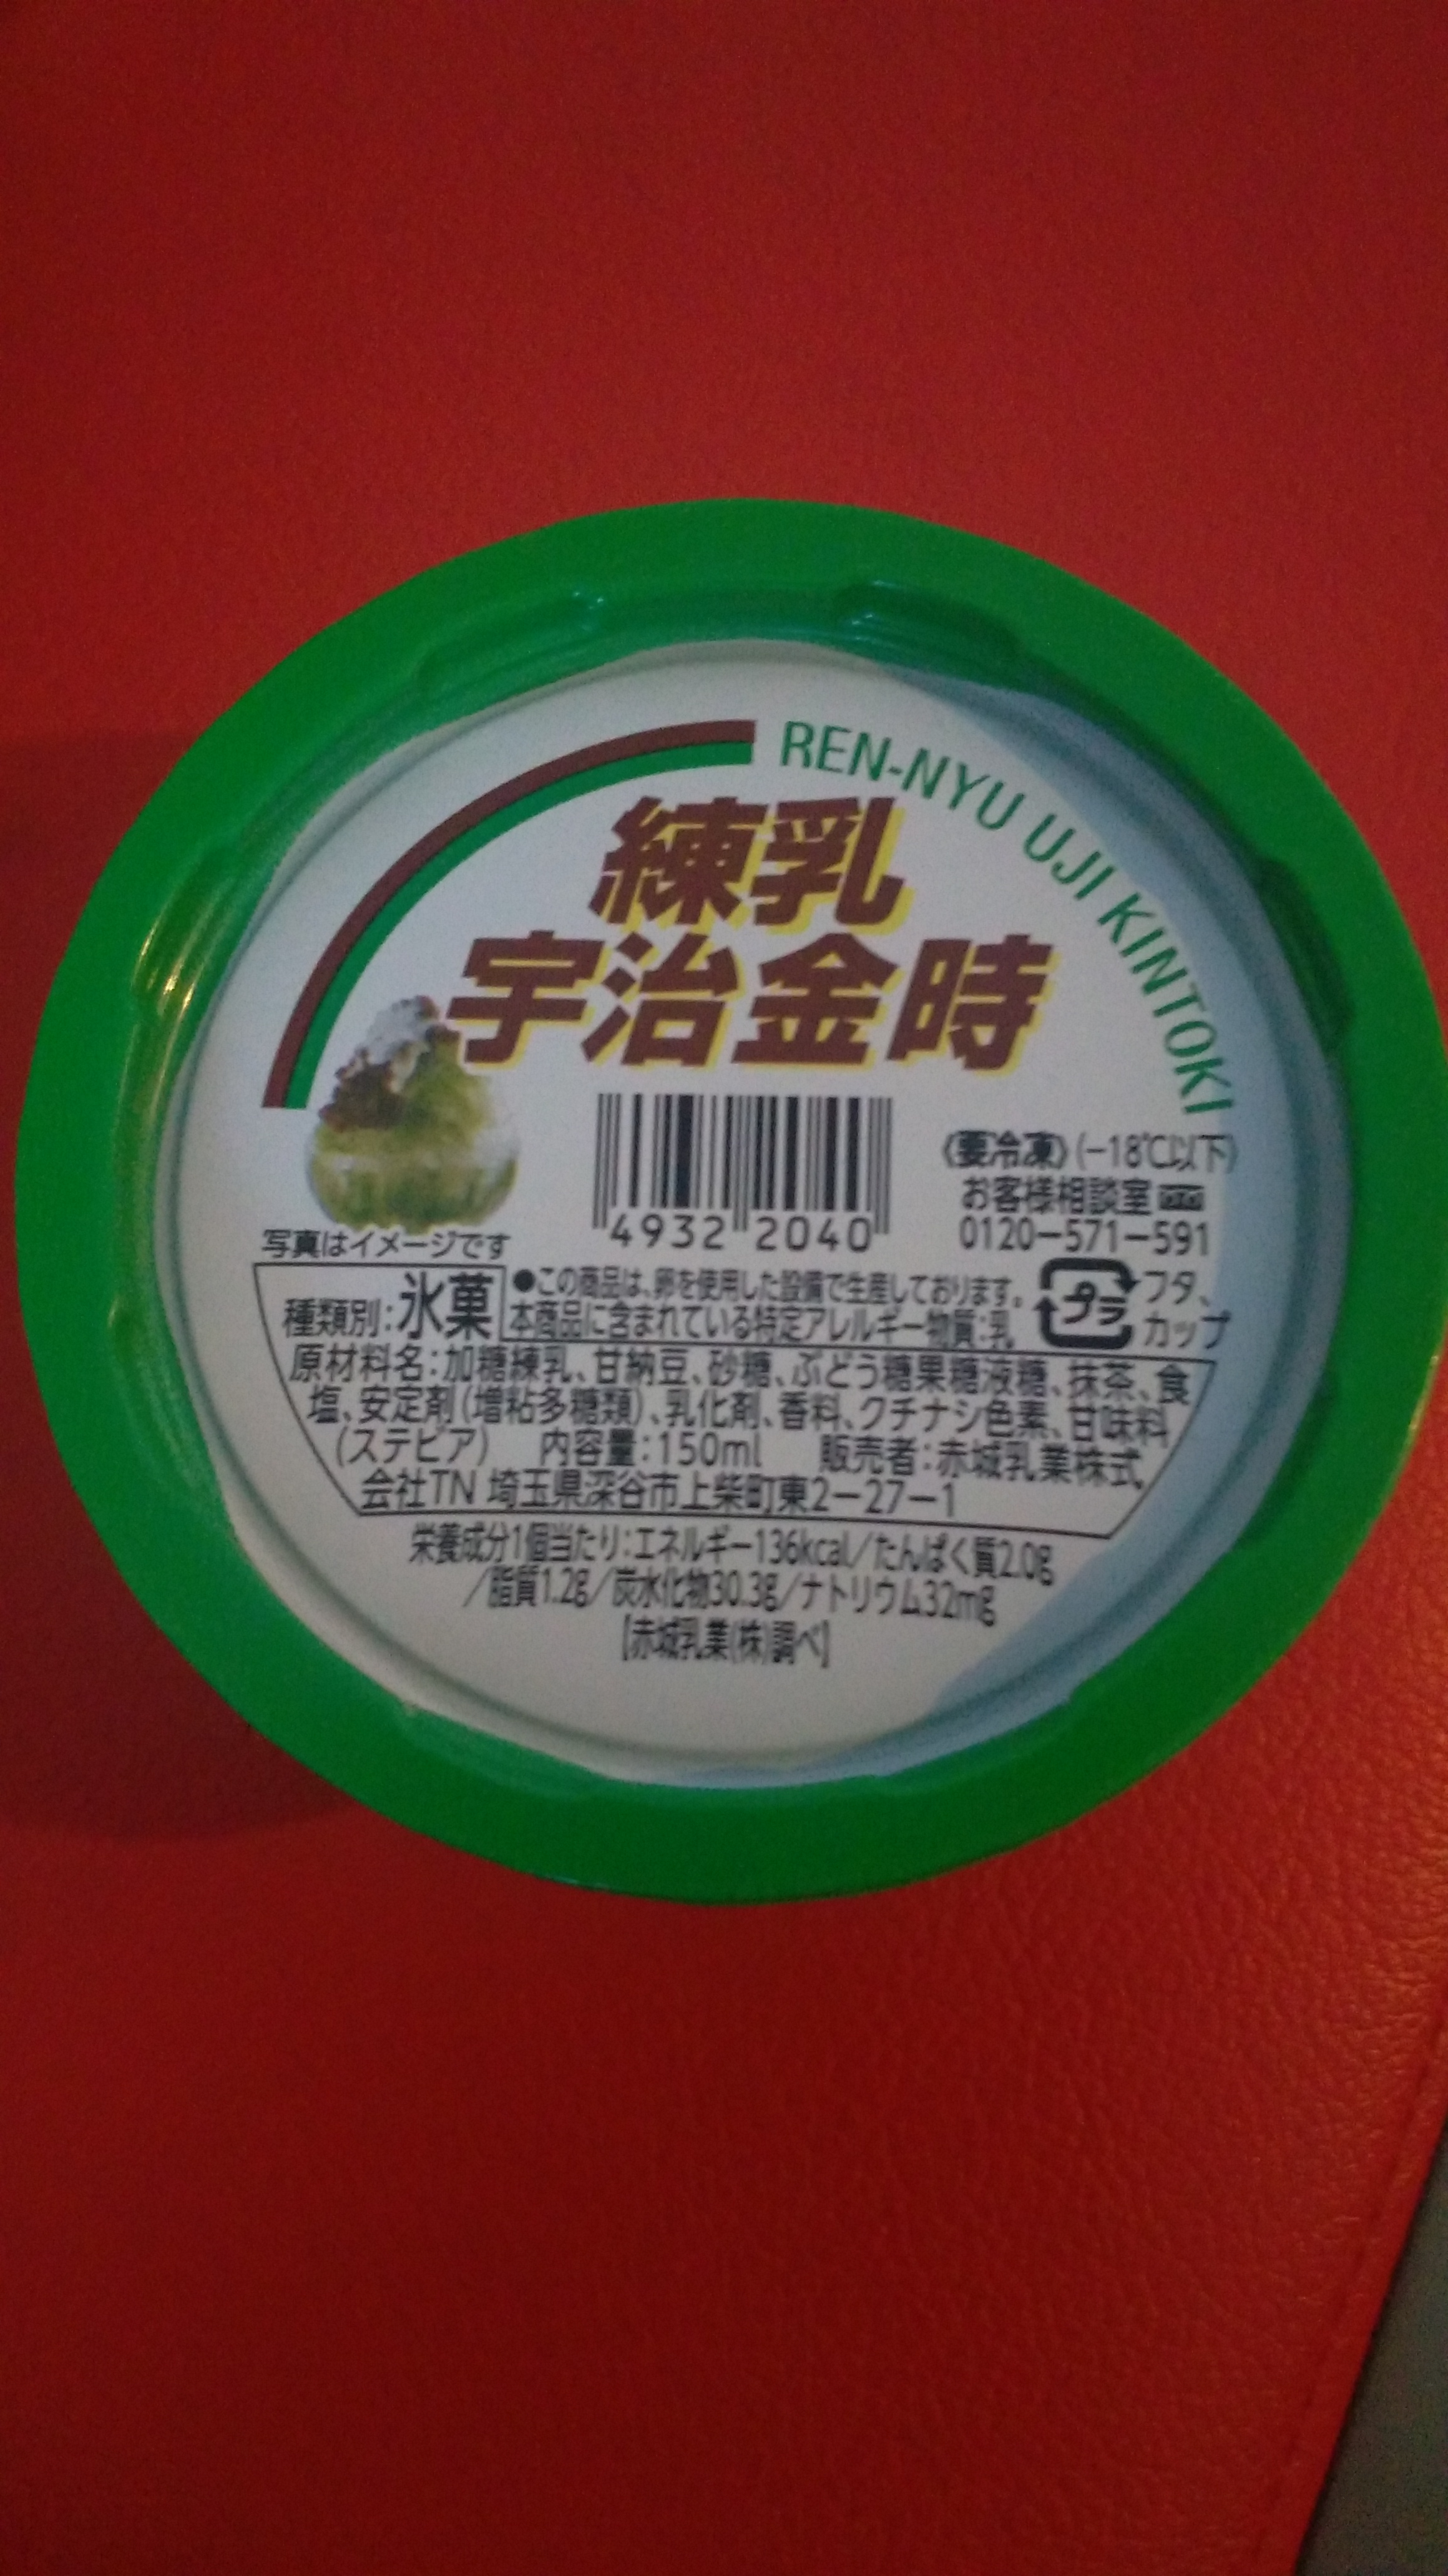 REN-NYU UJI KINTOKI
練乳
宇治金時
4932 2040
《要冷凍》(−18℃以下)
お客様相談室
0120−571−591
写真はイメージです
種類別:氷菓
●この商品は、卵を使用した設備で生産しております。
本商品に含まれている特定アレルギー物質:乳
プラ
フタ、
カップ
原材料名:加糖練乳、甘納豆、砂糖、ぶどう糖果糖液糖、抹茶、食
塩、安定剤(増粘多糖類)、乳化剤、香料、クチナシ色素、甘味料
(ステビア) 内容量:150ml 販売者:赤城乳業株式
会社TN 埼玉県深谷市上柴町東2−27−1
栄養成分1個当たり:エネルギー136kcal/たんぱく質2.0g
/脂質1.2g/炭水化物30.3g/ナトリウム32mg
【赤城乳業(株)調べ】